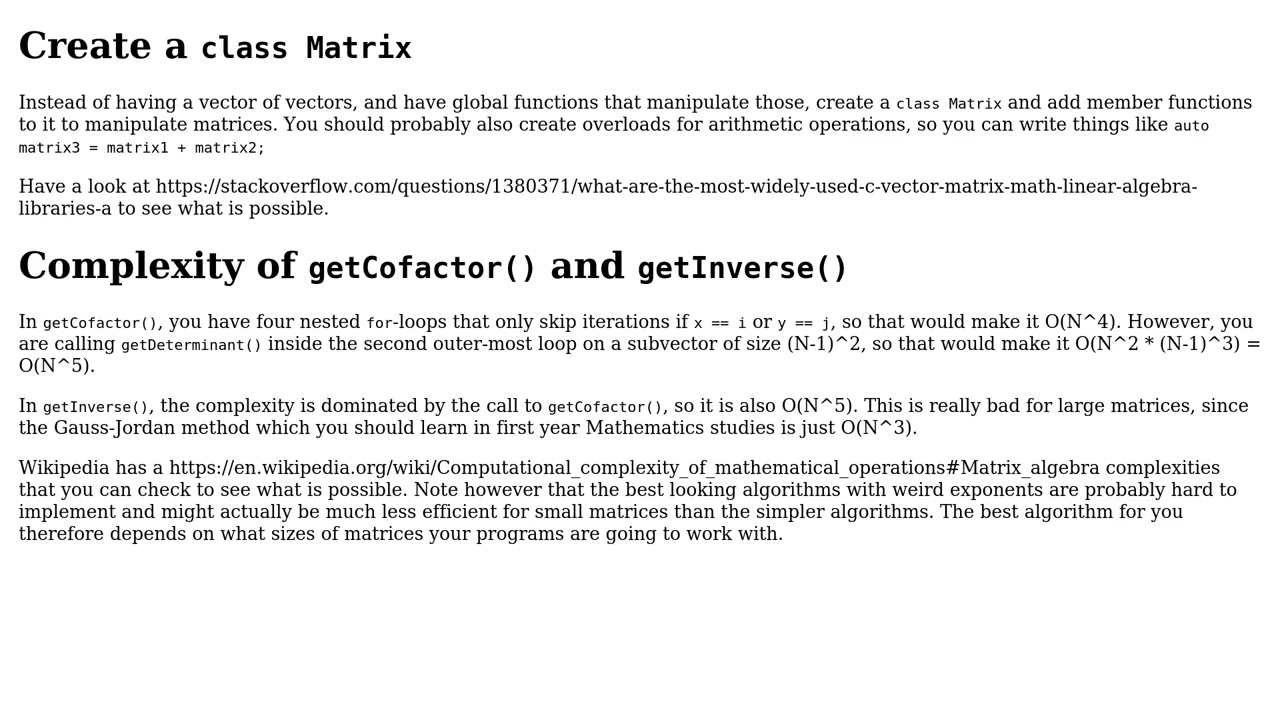 Create a class Matrix
Instead of having a vector of vectors, and have global functions that manipulate those, create a class Matrix and add member functions
to it to manipulate matrices. You should probably also create overloads for arithmetic operations, so you can write things like auto
matrix3 = matrix1 + matrix2;
Have a look at https://stackoverflow.com/questions/1380371/what-are-the-most-widely-used-c-vector-matrix-math-linear-algebra-
libraries-a to see what is possible.
Complexity of getCofactor() and getInverse()
In getCofactor(), you have four nested for-loops that only skip iterations if x == i or y == j, so that would make it O(N^4). However, you
are calling getDeterminant() inside the second outer-most loop on a subvector of size (N-1)^2, so that would make it O(N^2 * (N-1)^3) =
O(N^5).
In getInverse(), the complexity is dominated by the call to getCofactor(), so it is also O(N^5). This is really bad for large matrices, since
the Gauss-Jordan method which you should learn in first year Mathematics studies is just O(N^3).
Wikipedia has a https://en.wikipedia.org/wiki/Computational_complexity_of_mathematical_operations#Matrix_algebra complexities
that you can check to see what is possible. Note however that the best looking algorithms with weird exponents are probably hard to
implement and might actually be much less efficient for small matrices than the simpler algorithms. The best algorithm for you
therefore depends on what sizes of matrices your programs are going to work with.